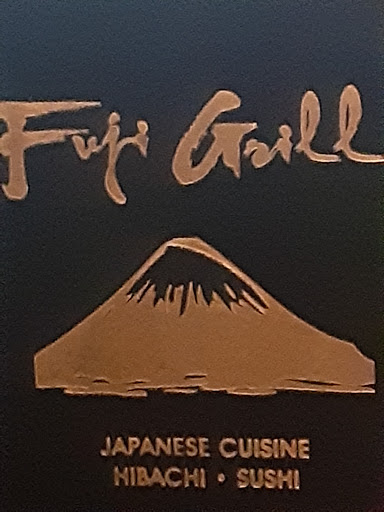 Fuji Grill
JAPANESE CUISINE
HIBACHI • SUSHI